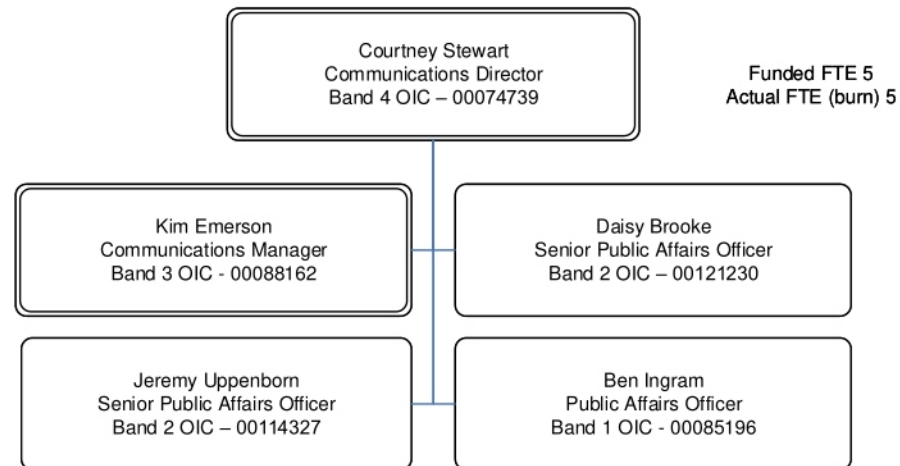 Courtney Stewart
Communications Director
Band 4 OIC – 00074739
Funded FTE 5
Actual FTE (burn) 5
Kim Emerson
Communications Manager
Band 3 OIC - 00088162
Daisy Brooke
Senior Public Affairs Officer
Band 2 OIC – 00121230
Jeremy Uppenborn
Senior Public Affairs Officer
Band 2 OIC – 00114327
Ben Ingram
Public Affairs Officer
Band 1 OIC - 00085196